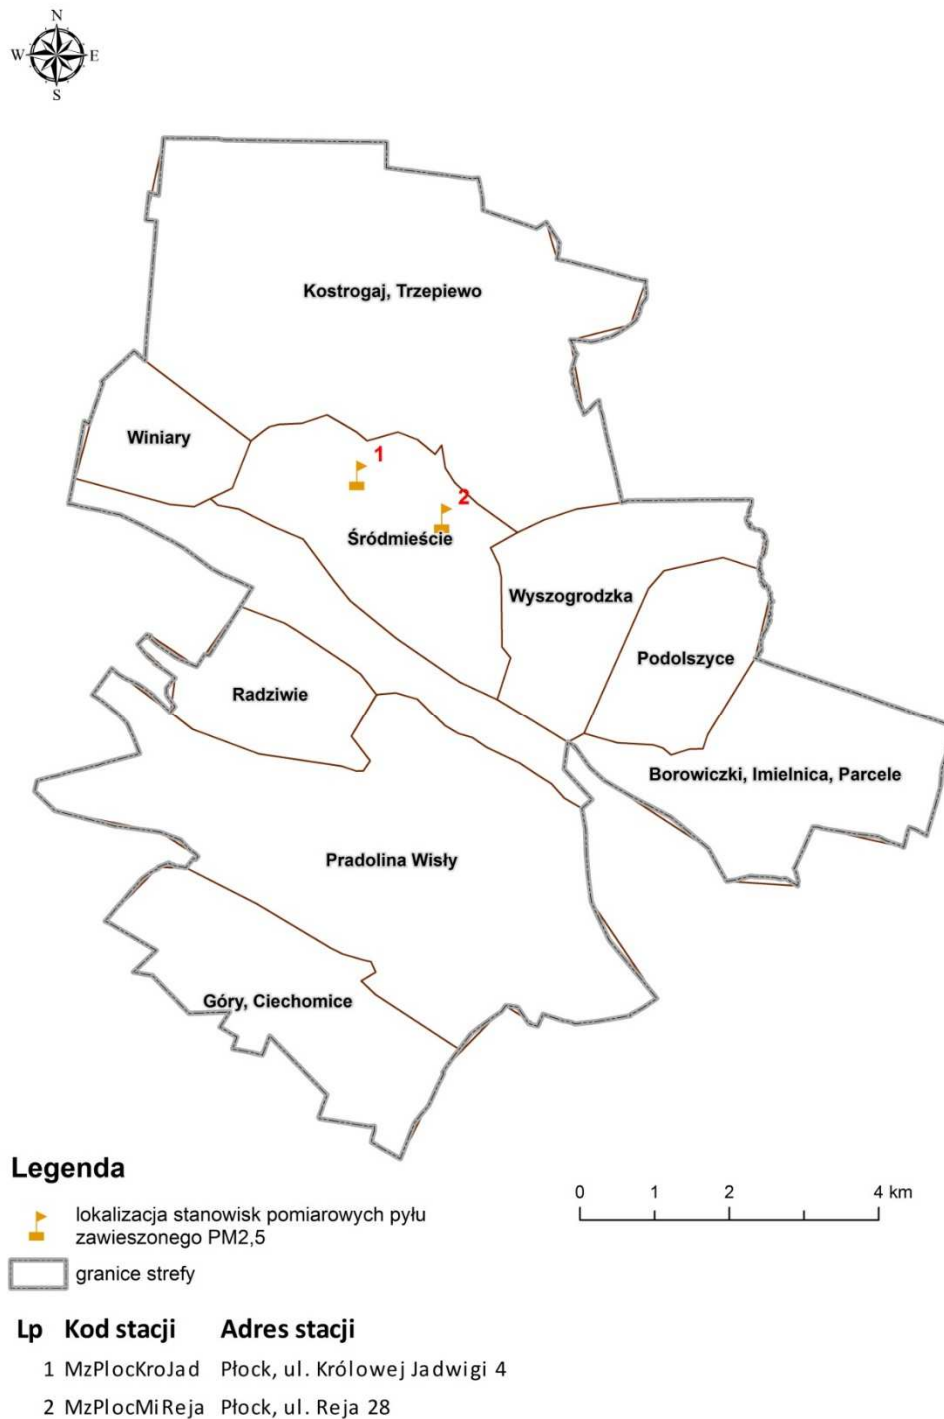 N
W E
S
Kostrogaj, Trzepiewo
Winiary
1
2
Śródmieście
Wyszogrodzka
Podolszyce
Radziwie
Borowiczki, Imielnica, Parcele
Pradolina Wisły
Góry, Ciechomice
Legenda
lokalizacja stanowisk pomiarowych pyłu
zawieszonego PM2,5
granice strefy
0 1 2 4 km
Lp Kod stacji Adres stacji
1 MzPlocKroJad Płock, ul. Królowej Jadwigi 4
2 MzPlocMiReja Płock, ul. Reja 28